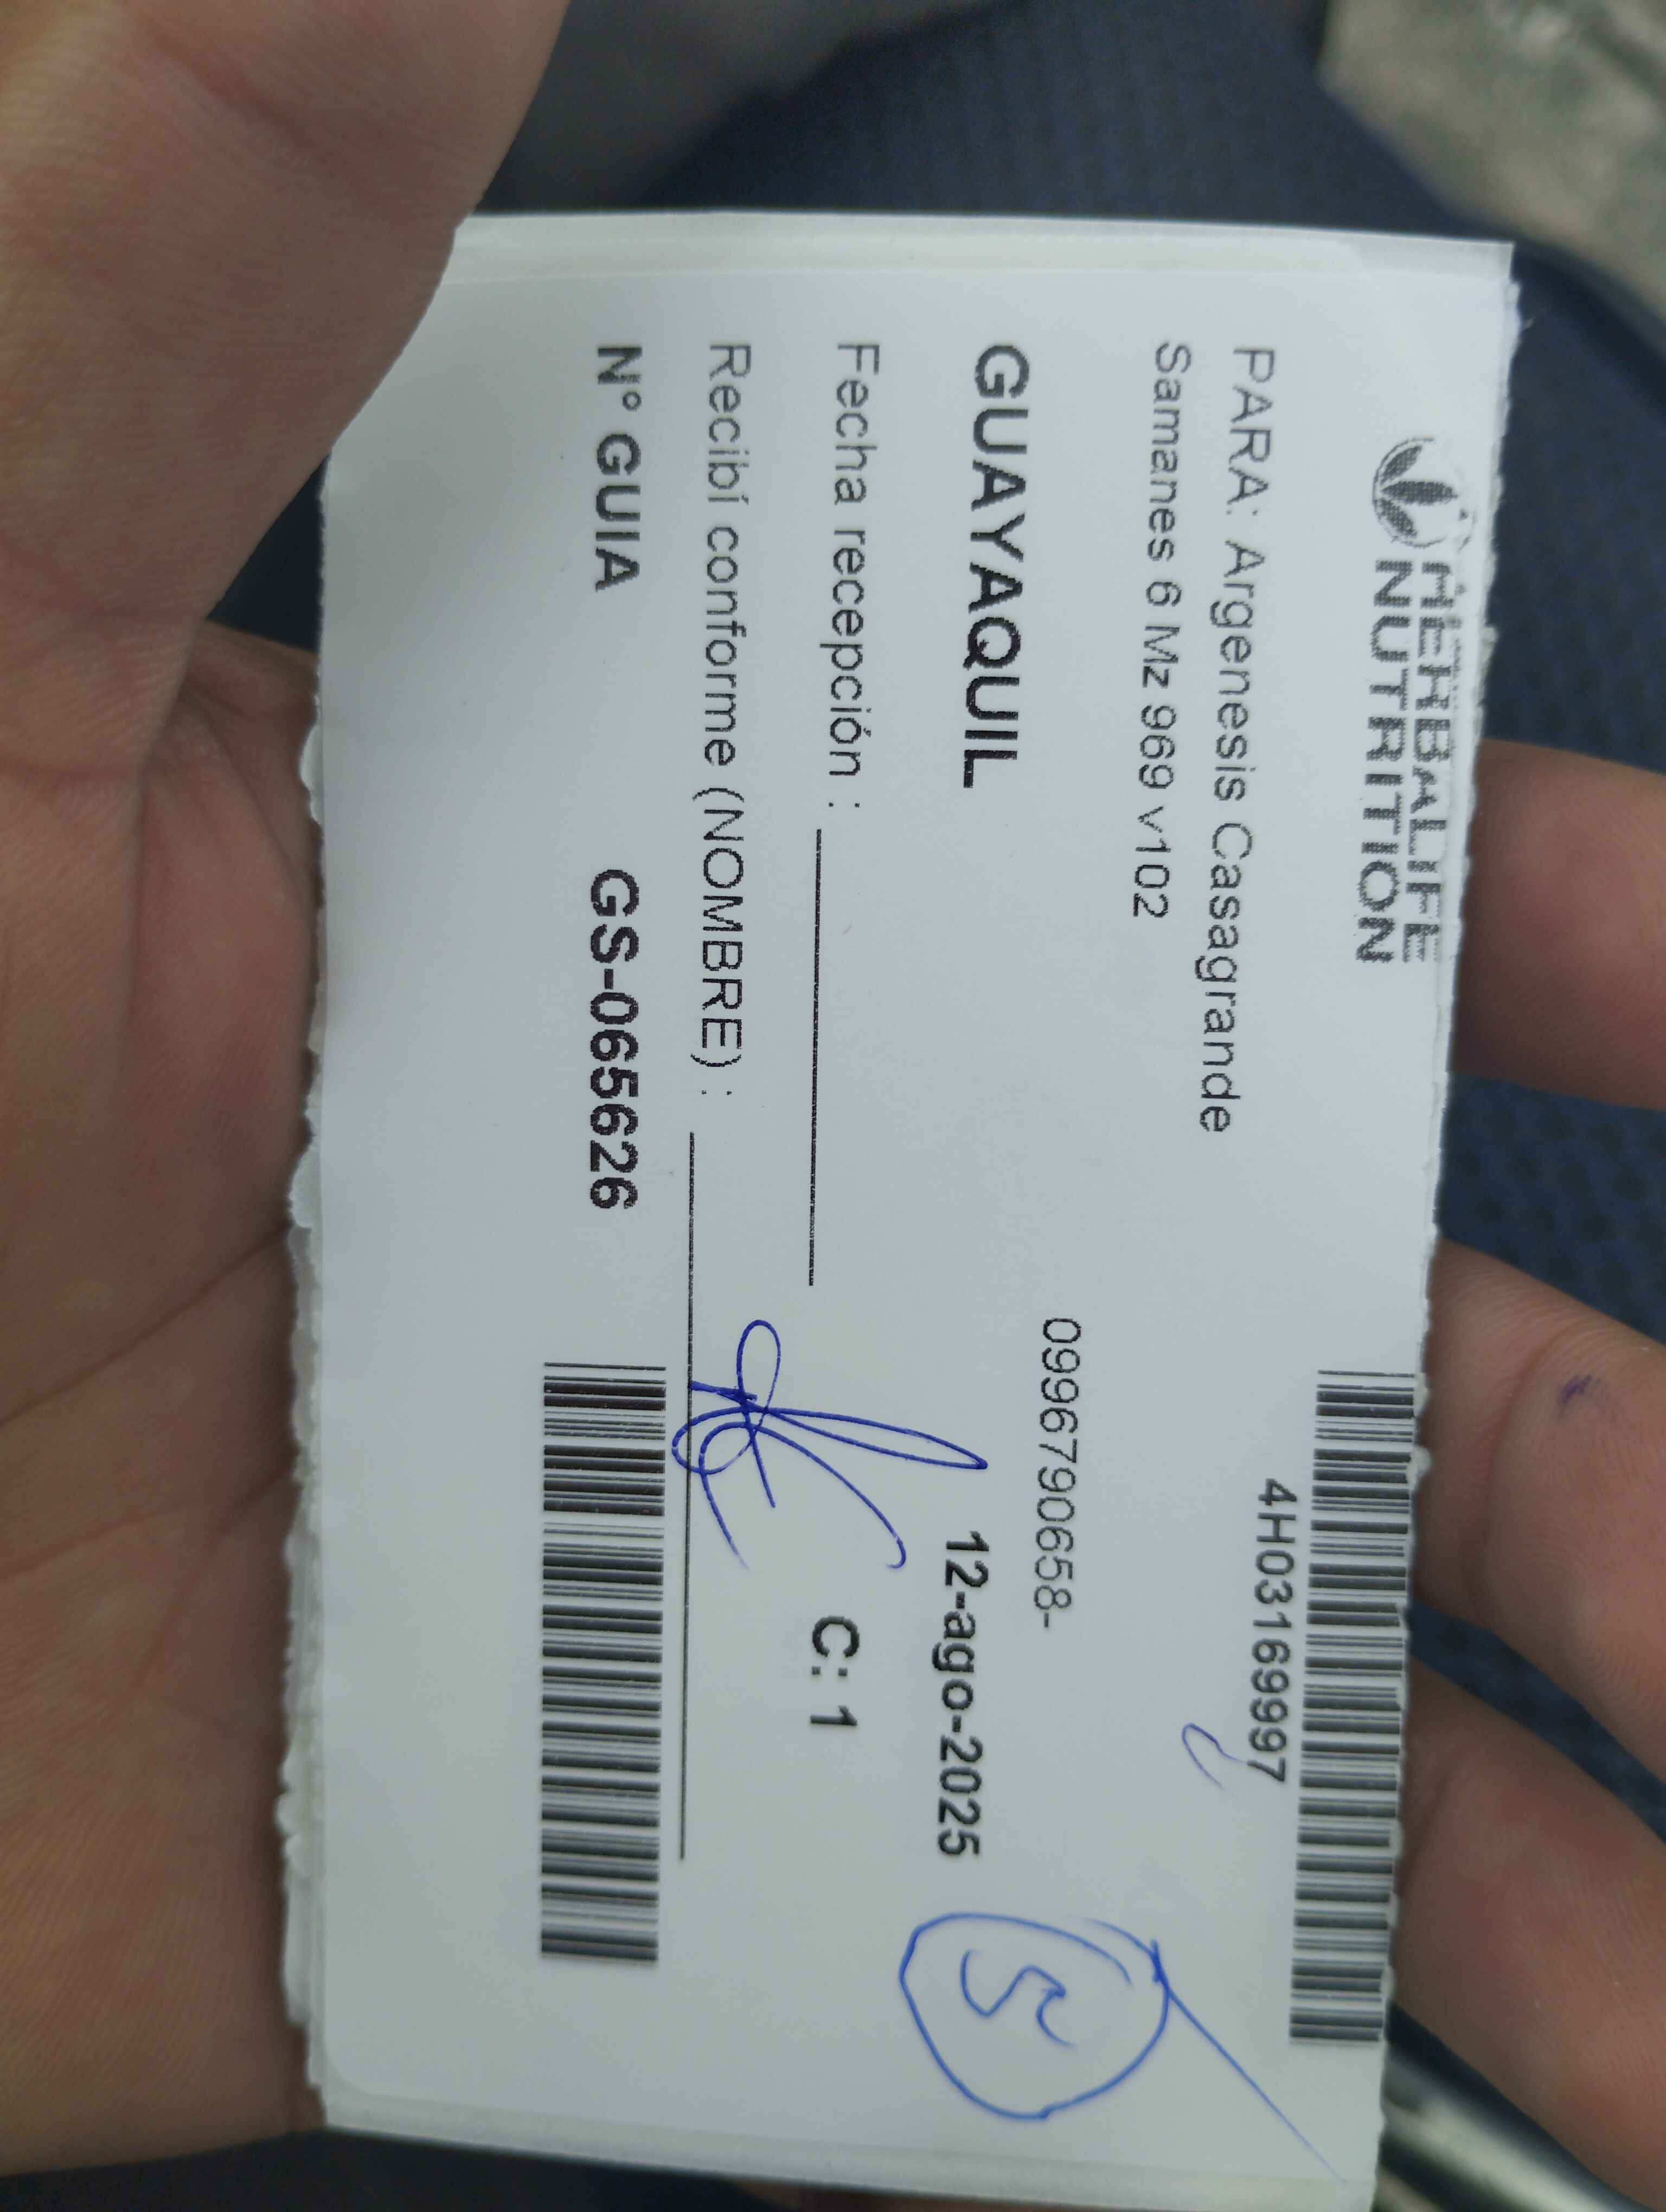 HERBALIFE
NUTRITION
4H03169997
PARA: Argenesis Casagrande
Samanes 6 Mz 969 v102
0996790658-
GUAYAQUIL
12-ago-2025
5
Fecha recepción :
C: 1
Recibí conforme (NOMBRE) :
N° GUIA
GS-065626